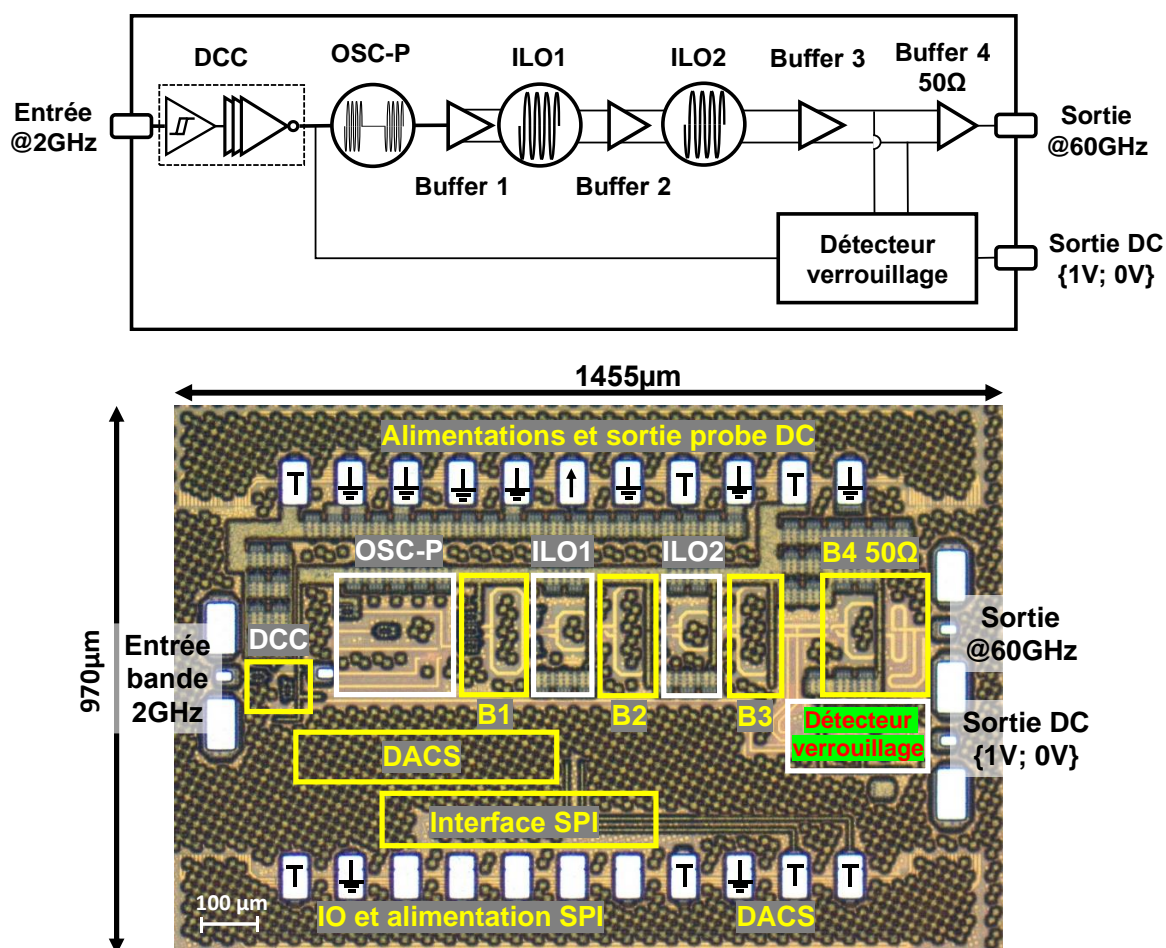 DCC
OSC-P
ILO1
ILO2
Buffer 3
Buffer 4
50Ω
Entrée
@2GHz
Sortie
@60GHz
Buffer 1
Buffer 2
Détecteur
verrouillage
Sortie DC
{1V; 0V}
1455µm
970µm
Alimentations et sortie probe DC
OSC-P
ILO1
ILO2
B4 50Ω
DCC
Entrée
bande
2GHz
Sortie
@60GHz
B1
B2
B3
Détecteur
verrouillage
Sortie DC
{1V; 0V}
DACS
Interface SPI
100 µm
IO et alimentation SPI
DACS